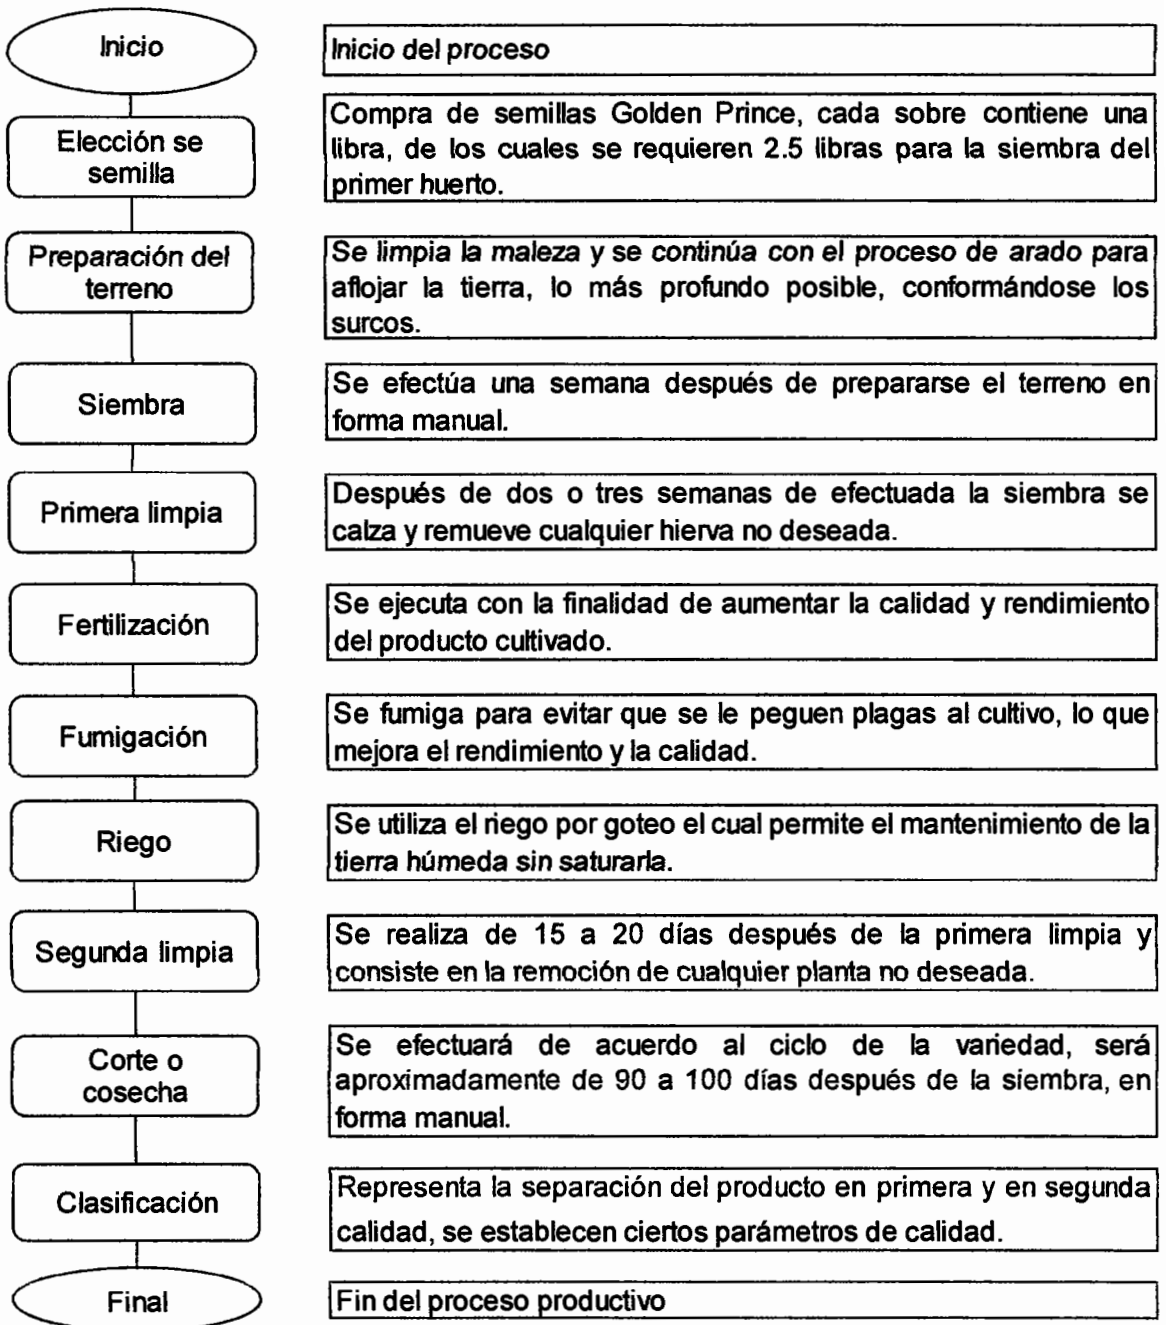 Inicio
Inicio del proceso
Elección se
semilla
Compra de semillas Golden Prince, cada sobre contiene una
libra, de los cuales se requieren 2.5 libras para la siembra del
primer huerto.
Preparación del
terreno
Se limpia la maleza y se continúa con el proceso de arado para
aflojar la tierra, lo más profundo posible, conformándose los
surcos.
Siembra
Se efectúa una semana después de prepararse el terreno en
forma manual.
Primera limpia
Después de dos o tres semanas de efectuada la siembra se
calza y remueve cualquier hierva no deseada.
Fertilización
Se ejecuta con la finalidad de aumentar la calidad y rendimiento
del producto cultivado.
Fumigación
Se fumiga para evitar que se le peguen plagas al cultivo, lo que
mejora el rendimiento y la calidad.
Riego
Se utiliza el riego por goteo el cual permite el mantenimiento de la
tierra húmeda sin saturarla.
Segunda limpia
Se realiza de 15 a 20 días después de la primera limpia y
consiste en la remoción de cualquier planta no deseada.
Corte o
cosecha
Se efectuará de acuerdo al ciclo de la variedad, será
aproximadamente de 90 a 100 días después de la siembra, en
forma manual.
Clasificación
Representa la separación del producto en primera y en segunda
calidad, se establecen ciertos parámetros de calidad.
Final
Fin del proceso productivo